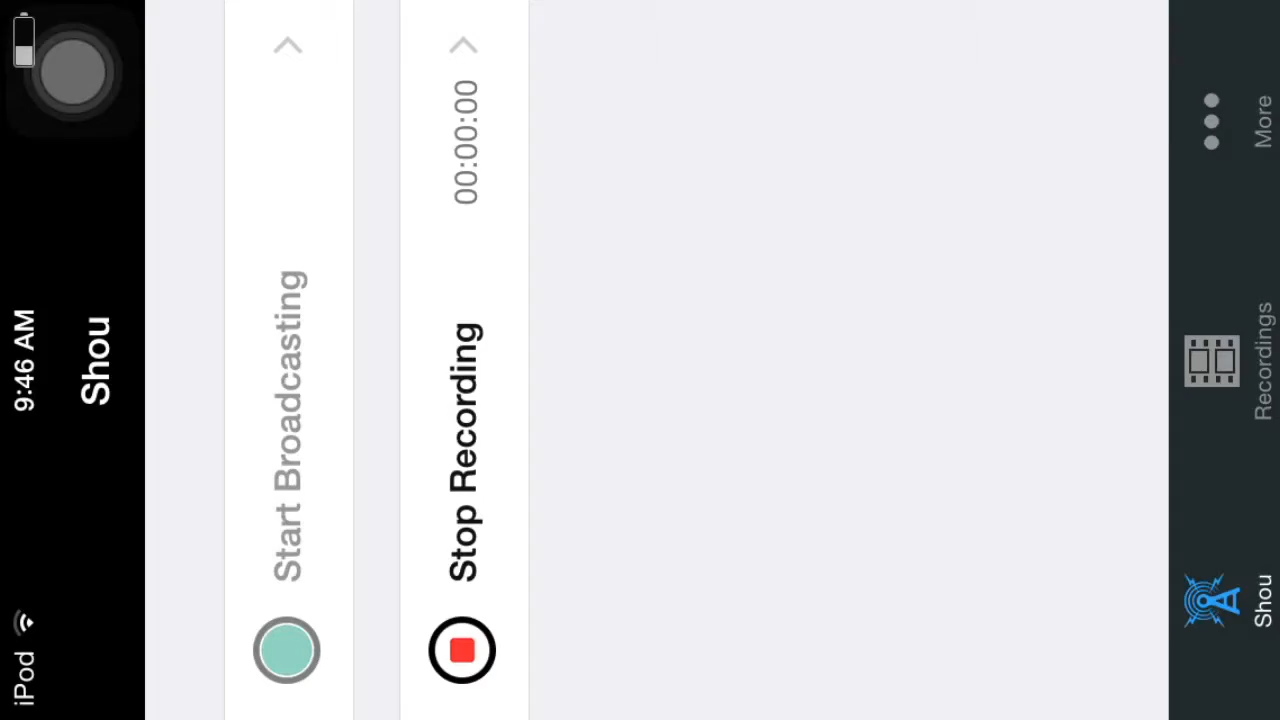 iPod 9:46 AM
Shou
Start Broadcasting
Stop Recording 00:00:00
Shou Recordings More